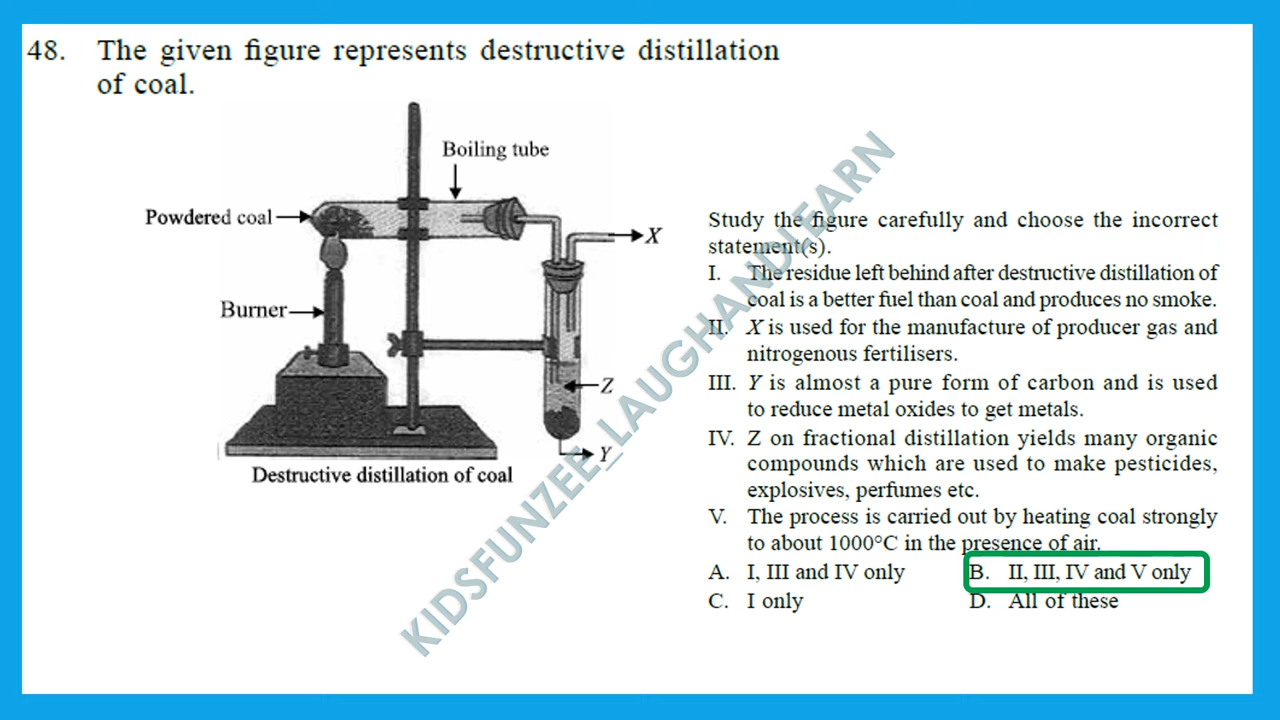 48. The given figure represents destructive distillation
of coal.
Boiling tube
Powdered coal
X
Burner
Z
Y
Destructive distillation of coal
Study the figure carefully and choose the incorrect
statement(s).
I. The residue left behind after destructive distillation of
coal is a better fuel than coal and produces no smoke.
II. X is used for the manufacture of producer gas and
nitrogenous fertilisers.
III. Y is almost a pure form of carbon and is used
to reduce metal oxides to get metals.
IV. Z on fractional distillation yields many organic
compounds which are used to make pesticides,
explosives, perfumes etc.
V. The process is carried out by heating coal strongly
to about 1000°C in the presence of air.
A. I, III and IV only B. II, III, IV and V only
C. I only D. All of these
KIDSFUNZEE_LAUGHANDLEARN